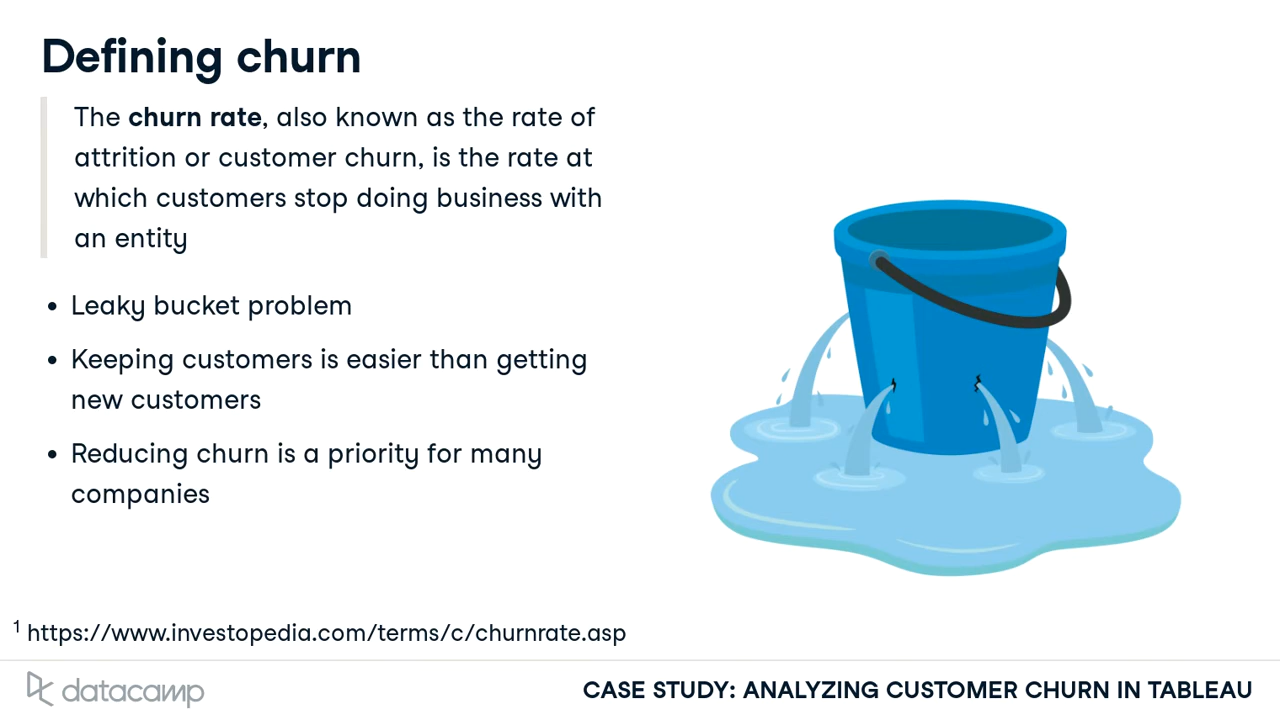 Defining churn
The churn rate, also known as the rate of
attrition or customer churn, is the rate at
which customers stop doing business with
an entity
• Leaky bucket problem
• Keeping customers is easier than getting
new customers
• Reducing churn is a priority for many
companies
1 https://www.investopedia.com/terms/c/churnrate.asp
datacamp
CASE STUDY: ANALYZING CUSTOMER CHURN IN TABLEAU